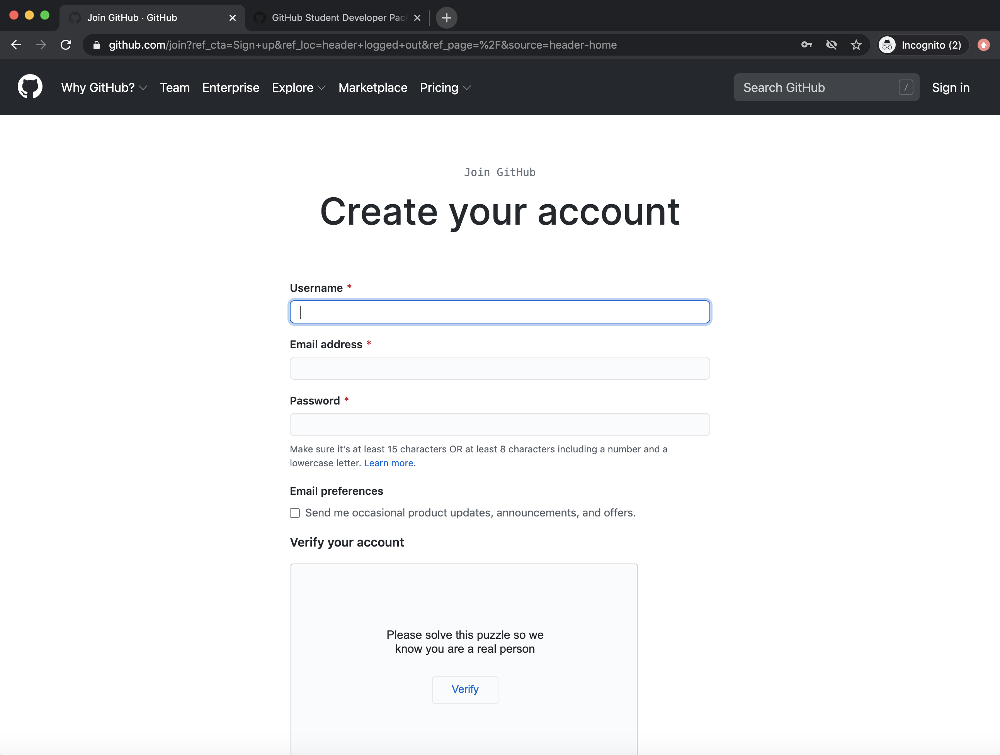 Join GitHub · GitHub
GitHub Student Developer Pac
github.com/join?ref_cta=Sign+up&ref_loc=header+logged+out&ref_page=%2F&source=header-home
Incognito (2)
Why GitHub? Team Enterprise Explore Marketplace Pricing
Search GitHub /
Sign in
Join GitHub
Create your account
Username *
Email address *
Password *
Make sure it's at least 15 characters OR at least 8 characters including a number and a
lowercase letter. Learn more.
Email preferences
Send me occasional product updates, announcements, and offers.
Verify your account
Please solve this puzzle so we
know you are a real person
Verify